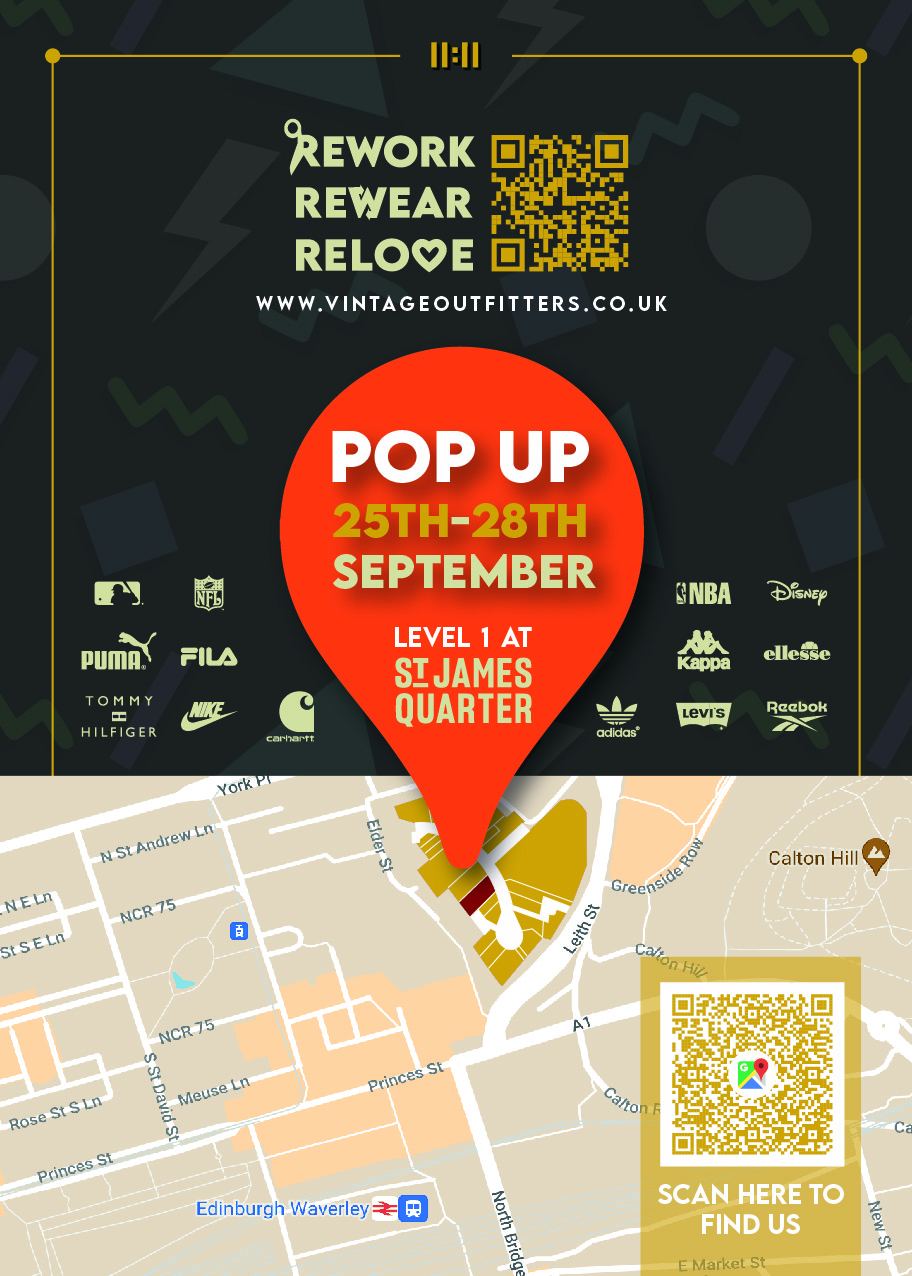 11:11
REWORK
REWEAR
RELOVE
WWW.VINTAGEOUTFITTERS.CO.UK
POP UP
25TH-28TH
SEPTEMBER
LEVEL 1 AT
ST JAMES
QUARTER
NFL
PUMA
FILA
TOMMY
HILFIGER
NIKE
carhartt
NBA
Disney
Kappa
ellesse
adidas
Levi's
Reebok
York Pl
N St Andrew Ln
Elder St
Calton Hill
Greenside Row
N E Ln
NCR 75
St S E Ln
Leith St
Calton Hill
NCR 75
A1
S St David St
Meuse Ln
Princes St
Rose St S Ln
Calton R
Ca
Princes St
Edinburgh Waverley
North Bridge
G
SCAN HERE TO
FIND US
New St
E Market St